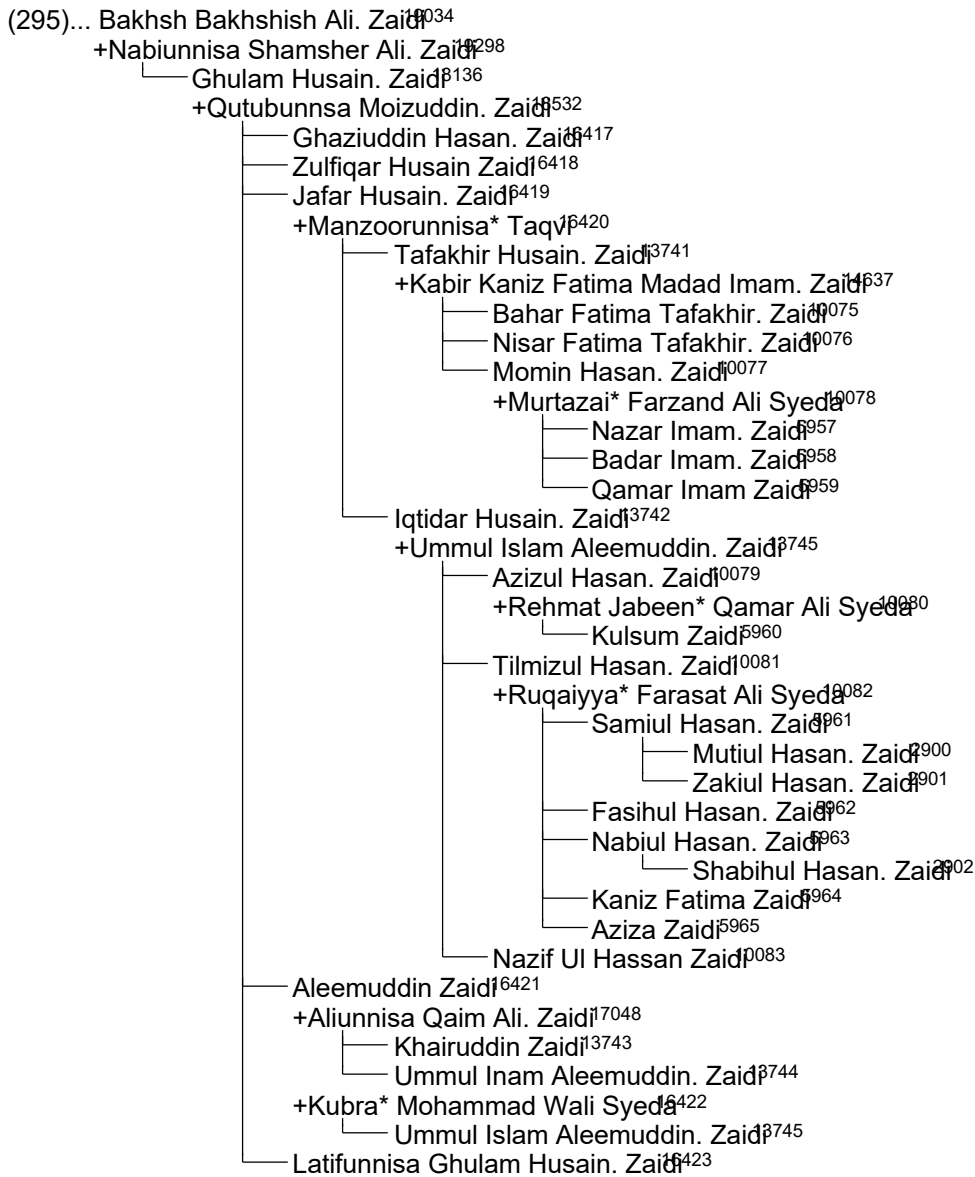 (295)... Bakhsh Bakhshish Ali. Zaidi19034
+Nabiunnisa Shamsher Ali. Zaidi19298
Ghulam Husain. Zaidi18136
+Qutubunnsa Moizuddin. Zaidi18532
Ghaziuddin Hasan. Zaidi16417
Zulfiqar Husain Zaidi16418
Jafar Husain. Zaidi16419
+Manzoorunnisa* Taqvi16420
Tafakhir Husain. Zaidi13741
+Kabir Kaniz Fatima Madad Imam. Zaidi14637
Bahar Fatima Tafakhir. Zaidi10075
Nisar Fatima Tafakhir. Zaidi10076
Momin Hasan. Zaidi10077
+Murtazai* Farzand Ali Syeda10078
Nazar Imam. Zaidi5957
Badar Imam. Zaidi5958
Qamar Imam Zaidi5959
Iqtidar Husain. Zaidi13742
+Ummul Islam Aleemuddin. Zaidi13745
Azizul Hasan. Zaidi10079
+Rehmat Jabeen* Qamar Ali Syeda10080
Kulsum Zaidi5960
Tilmizul Hasan. Zaidi10081
+Ruqaiyya* Farasat Ali Syeda10082
Samiul Hasan. Zaidi5961
Mutiul Hasan. Zaidi2900
Zakiul Hasan. Zaidi2901
Fasihul Hasan. Zaidi5962
Nabiul Hasan. Zaidi5963
Shabihul Hasan. Zaidi2902
Kaniz Fatima Zaidi5964
Aziza Zaidi5965
Nazif Ul Hassan Zaidi10083
Aleemuddin Zaidi16421
+Aliunnisa Qaim Ali. Zaidi17048
Khairuddin Zaidi13743
Ummul Inam Aleemuddin. Zaidi13744
+Kubra* Mohammad Wali Syeda16422
Ummul Islam Aleemuddin. Zaidi13745
Latifunnisa Ghulam Husain. Zaidi16423